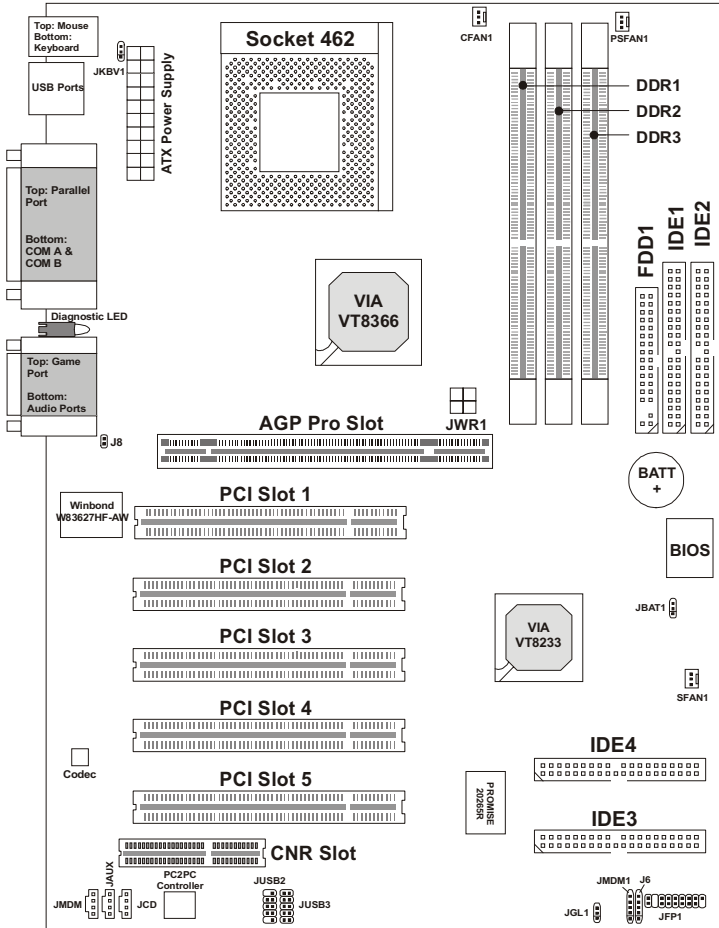 Top: Mouse
Bottom:
Keyboard
JKBV1
USB Ports
ATX Power Supply
Socket 462
CFAN1
PSFAN1
DDR1
DDR2
DDR3
Top: Parallel
Port
Bottom:
COM A &
COM B
FDD1
IDE1
IDE2
VIA
VT8366
Diagnostic LED
Top: Game
Port
Bottom:
Audio Ports
J8
AGP Pro Slot
JWR1
BATT
+
Winbond
W83627HF-AW
PCI Slot 1
BIOS
PCI Slot 2
JBAT1
VIA
VT8233
PCI Slot 3
SFAN1
PCI Slot 4
IDE4
Codec
PCI Slot 5
PROMISE
20265R
IDE3
CNR Slot
JMDM
JAUX
JCD
PC2PC
Controller
JUSB2
JUSB3
JGL1
JMDM1
J6
JFP1